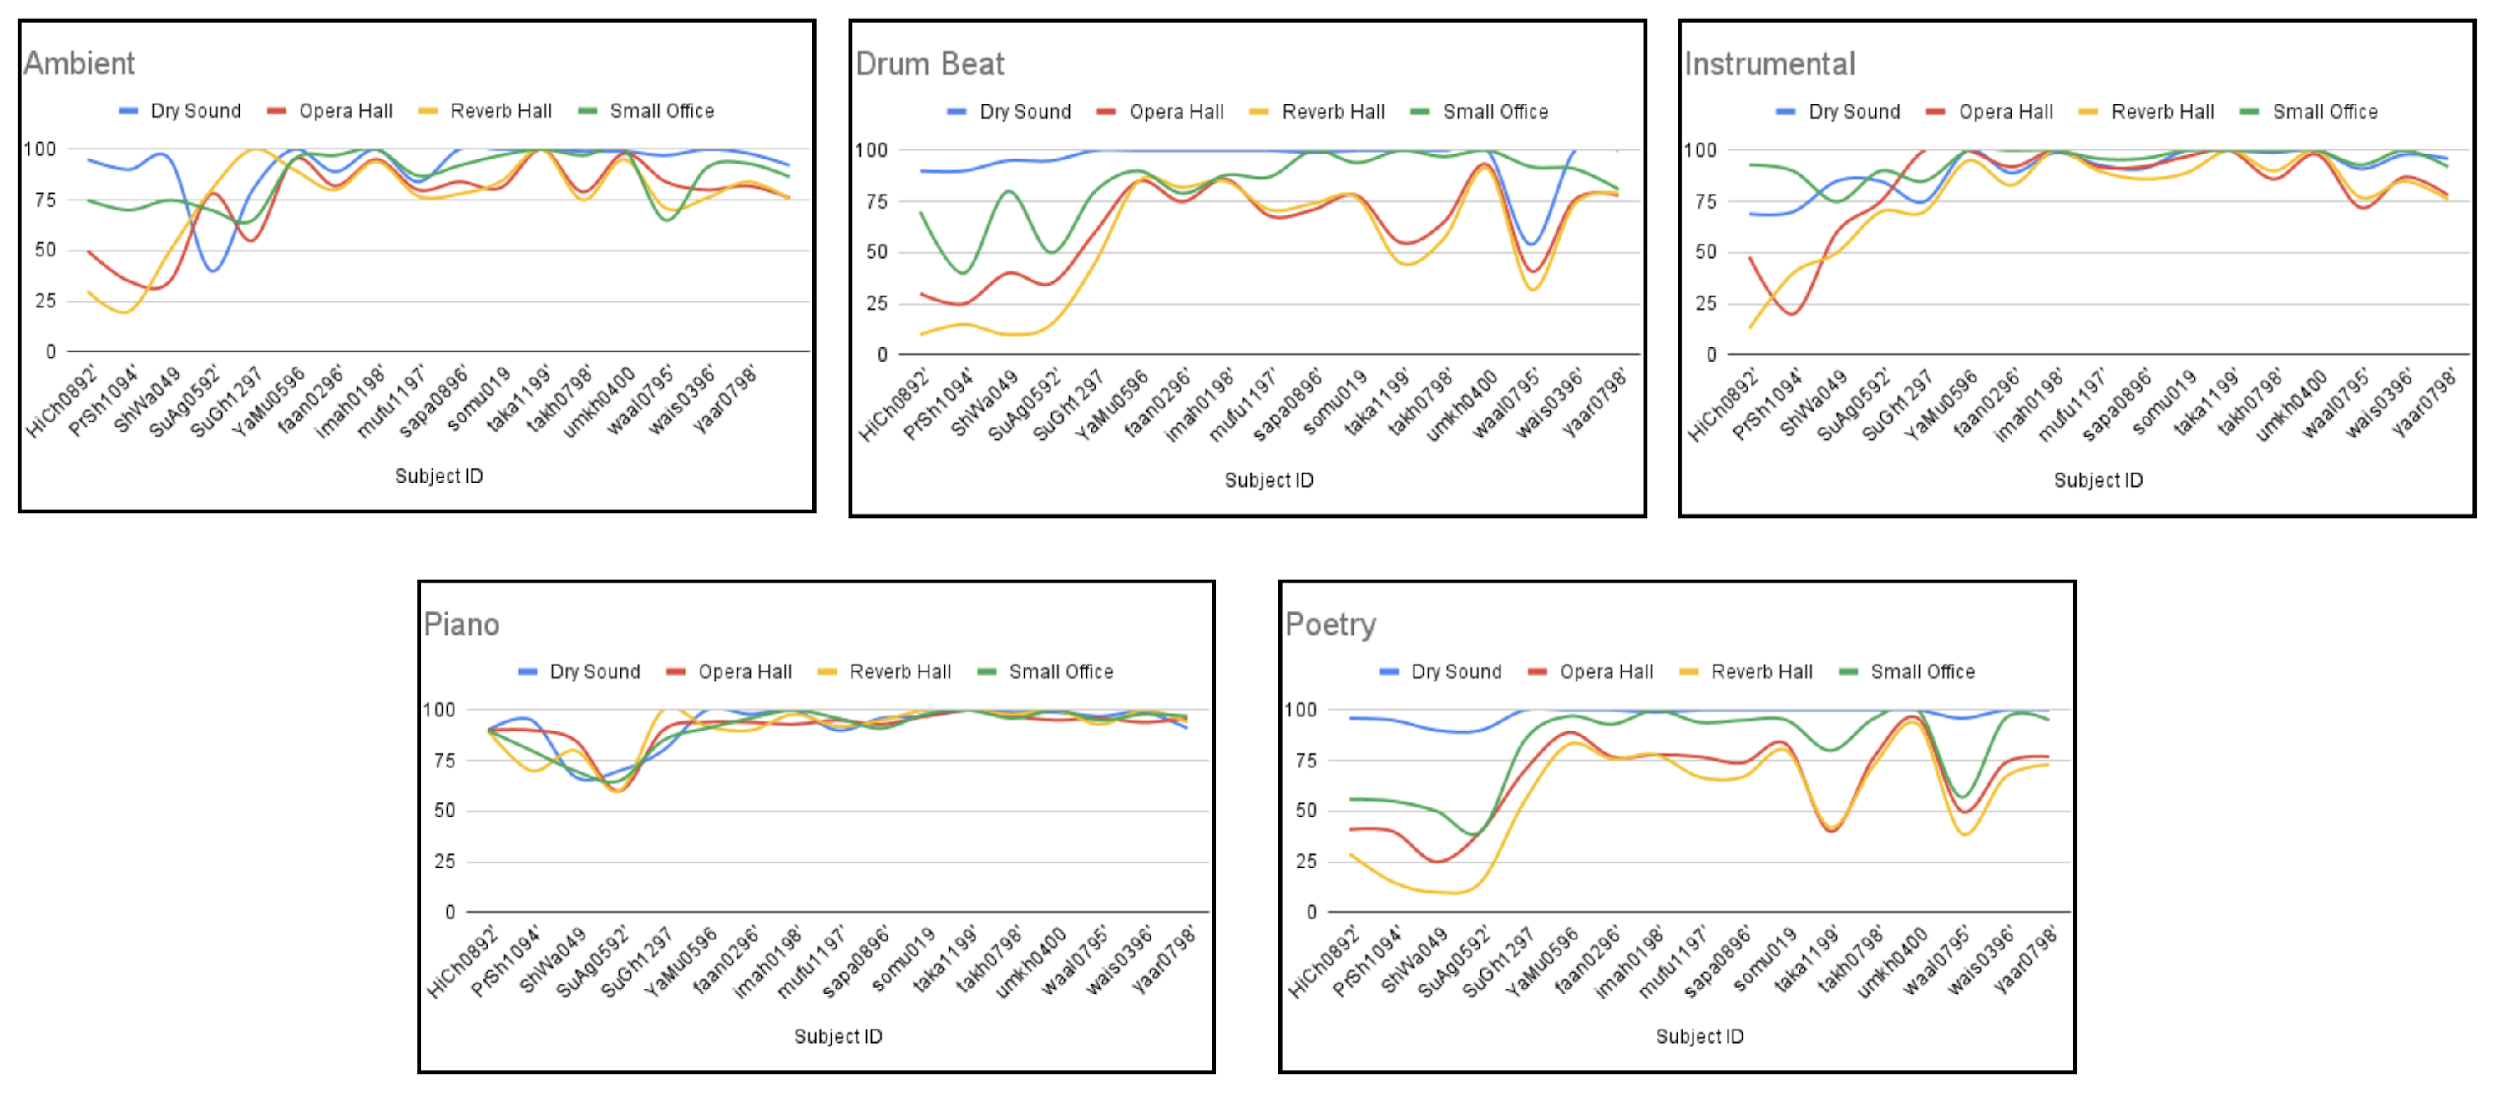 Ambient
Dry Sound Opera Hall Reverb Hall Small Office
100
75
50
25
0
HiCh0892' PrSh1094' ShWa049 SuAg0592' SuGh1297 YaMu0596 faan0296' imah0198' mufu1197' sapa0896' somu019 taka1199' takh0798' umkh0400 waal0795' wais0396' yaar0798'
Subject ID
Drum Beat
Dry Sound Opera Hall Reverb Hall Small Office
100
75
50
25
0
HiCh0892' PrSh1094' ShWa049 SuAg0592' SuGh1297 YaMu0596 faan0296' imah0198' mufu1197' sapa0896' somu019 taka1199' takh0798' umkh0400 waal0795' wais0396' yaar0798'
Subject ID
Instrumental
Dry Sound Opera Hall Reverb Hall Small Office
100
75
50
25
0
HiCh0892' PrSh1094' ShWa049 SuAg0592' SuGh1297 YaMu0596 faan0296' imah0198' mufu1197' sapa0896' somu019 taka1199' takh0798' umkh0400 waal0795' wais0396' yaar0798'
Subject ID
Piano
Dry Sound Opera Hall Reverb Hall Small Office
100
75
50
25
0
HiCh0892' PrSh1094' ShWa049 SuAg0592' SuGh1297 YaMu0596 faan0296' imah0198' mufu1197' sapa0896' somu019 taka1199' takh0798' umkh0400 waal0795' wais0396' yaar0798'
Subject ID
Poetry
Dry Sound Opera Hall Reverb Hall Small Office
100
75
50
25
0
HiCh0892' PrSh1094' ShWa049 SuAg0592' SuGh1297 YaMu0596 faan0296' imah0198' mufu1197' sapa0896' somu019 taka1199' takh0798' umkh0400 waal0795' wais0396' yaar0798'
Subject ID